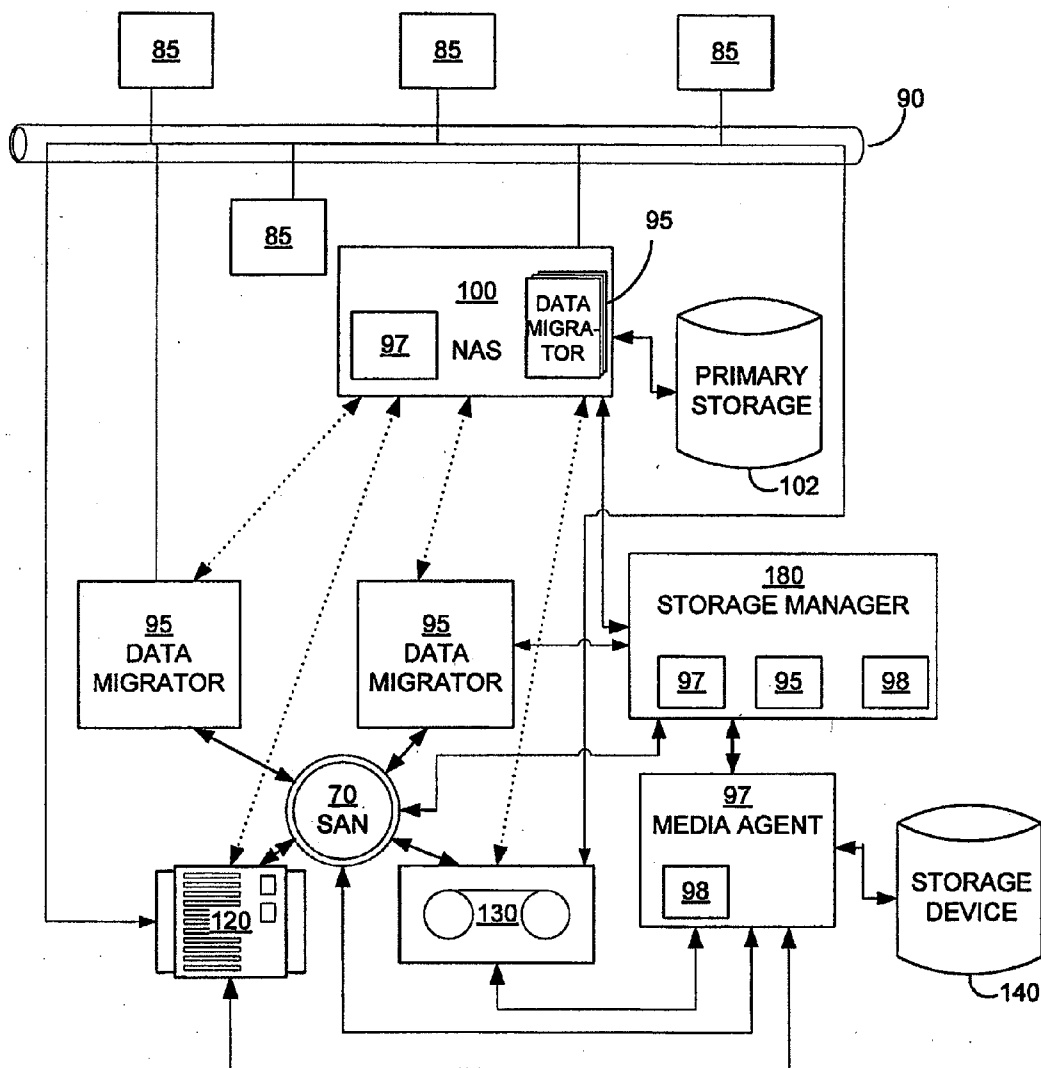 85
85
85
90
85
95
100
DATA
MIGRA-
TOR
97
NAS
PRIMARY
STORAGE
102
180
STORAGE MANAGER
95
DATA
MIGRATOR
95
DATA
MIGRATOR
97
95
98
70
SAN
97
MEDIA AGENT
98
STORAGE
DEVICE
120
130
140